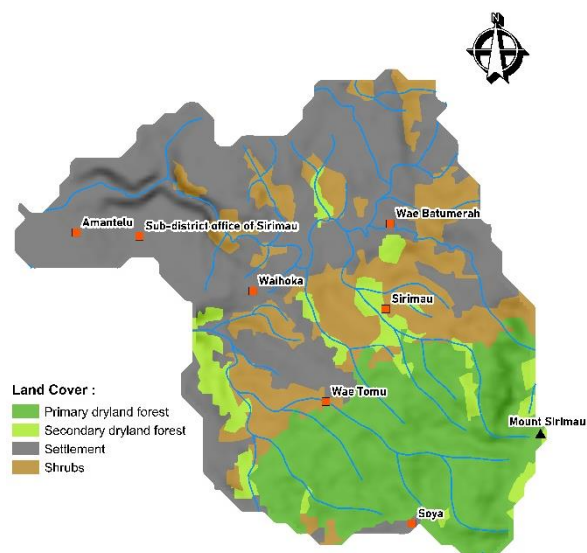 N
Wae Batumerah
Amantelu
Sub-district office of Sirimau
Waihoka
Sirimau
Land Cover :
Primary dryland forest
Secondary dryland forest
Settlement
Shrubs
Wae Tomu
Mount Sirimau
Soya